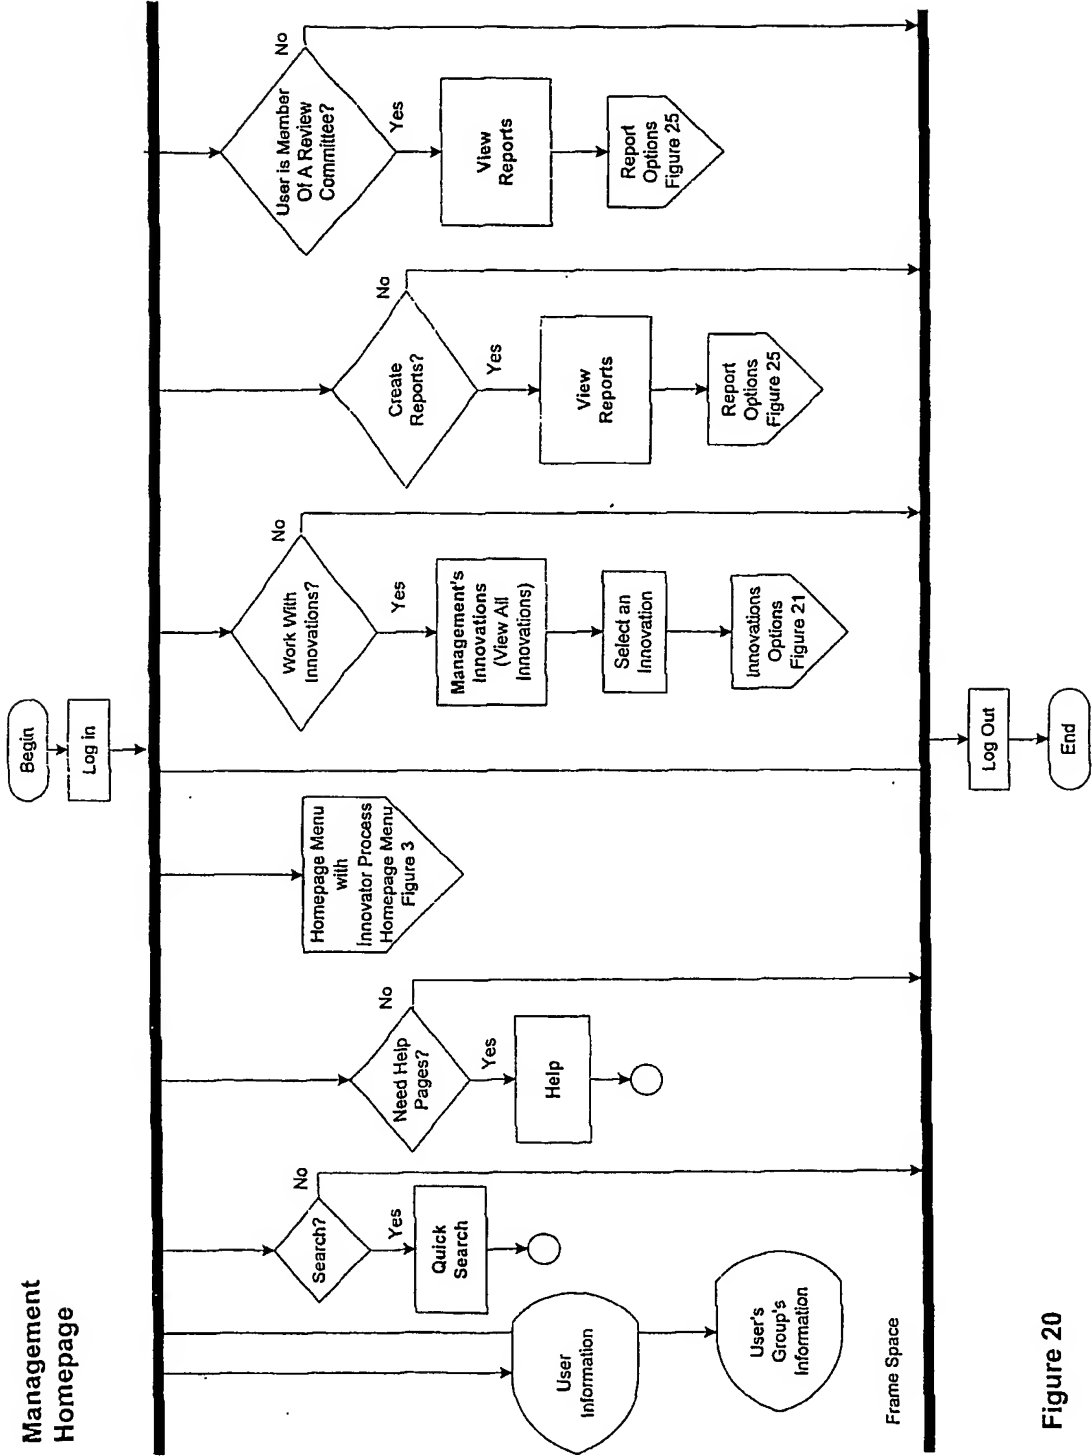 Management
Homepage
Begin
Log in
Search?
No
Yes
Quick
Search
User
Information
User's
Group's
Information
Need Help
Pages?
No
Yes
Help
Homepage Menu
with
Innovator Process
Homepage Menu
Figure 3
Work With
Innovations?
No
Yes
Management's
Innovations
(View All
Innovations)
Select an
Innovation
Innovations
Options
Figure 21
Create
Reports?
No
Yes
View
Reports
Report
Options
Figure 25
User is Member
Of A Review
Committee?
No
Yes
View
Reports
Report
Options
Figure 25
Frame Space
Log Out
End
Figure 20